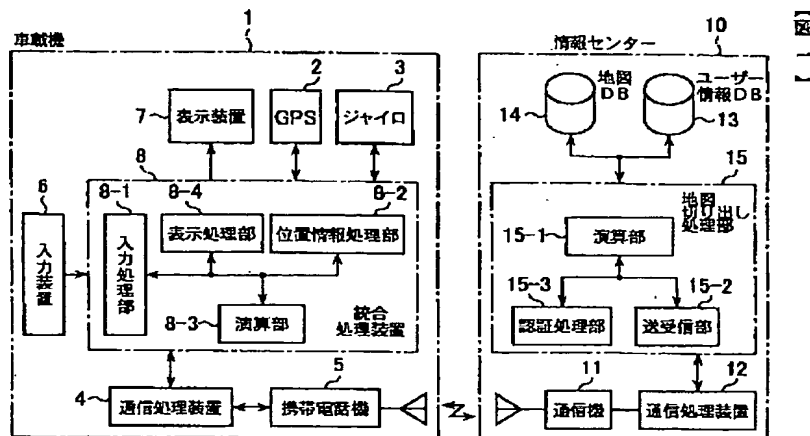 【図１】
車載機
1
2
3
7
表示装置
GPS
ジャイロ
8
6
入力装置
8-1
入力処理部
8-4
表示処理部
8-2
位置情報処理部
8-3
演算部
統合
処理装置
4
通信処理装置
5
携帯電話機
情報センター
10
14
地図
DB
ユーザー
情報DB
13
15
地図
切り出し
処理部
15-1
演算部
15-3
認証処理部
15-2
送受信部
11
通信機
12
通信処理装置